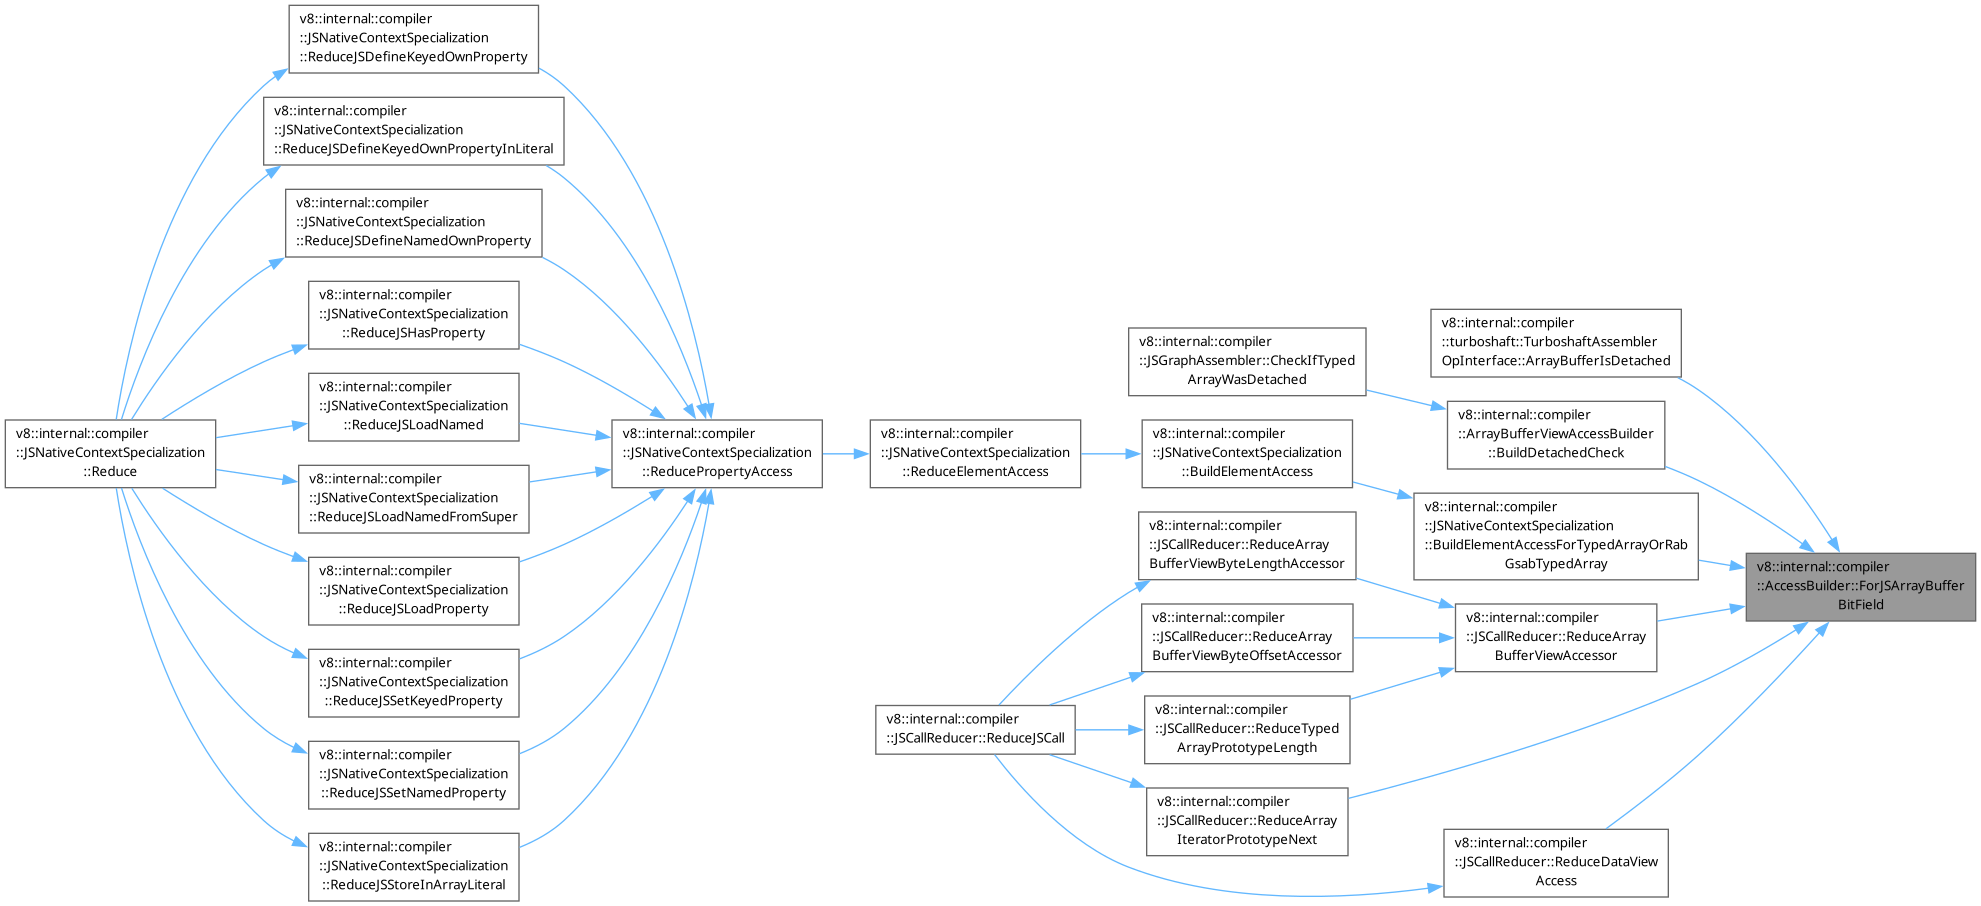 v8::internal::compiler
::JSNativeContextSpecialization
::ReduceJSDefineKeyedOwnProperty
v8::internal::compiler
::JSNativeContextSpecialization
::ReduceJSDefineKeyedOwnPropertyInLiteral
v8::internal::compiler
::JSNativeContextSpecialization
::ReduceJSDefineNamedOwnProperty
v8::internal::compiler
::JSNativeContextSpecialization
::ReduceJSHasProperty
v8::internal::compiler
::JSNativeContextSpecialization
::ReduceJSLoadNamed
v8::internal::compiler
::JSNativeContextSpecialization
::Reduce
v8::internal::compiler
::JSNativeContextSpecialization
::ReduceJSLoadNamedFromSuper
v8::internal::compiler
::JSNativeContextSpecialization
::ReduceJSLoadProperty
v8::internal::compiler
::JSNativeContextSpecialization
::ReduceJSSetKeyedProperty
v8::internal::compiler
::JSNativeContextSpecialization
::ReduceJSSetNamedProperty
v8::internal::compiler
::JSNativeContextSpecialization
::ReduceJSStoreInArrayLiteral
v8::internal::compiler
::JSNativeContextSpecialization
::ReducePropertyAccess
v8::internal::compiler
::JSNativeContextSpecialization
::ReduceElementAccess
v8::internal::compiler
::JSCallReducer::ReduceJSCall
v8::internal::compiler
::JSGraphAssembler::CheckIfTyped
ArrayWasDetached
v8::internal::compiler
::JSNativeContextSpecialization
::BuildElementAccess
v8::internal::compiler
::JSCallReducer::ReduceArray
BufferViewByteLengthAccessor
v8::internal::compiler
::JSCallReducer::ReduceArray
BufferViewByteOffsetAccessor
v8::internal::compiler
::JSCallReducer::ReduceTyped
ArrayPrototypeLength
v8::internal::compiler
::JSCallReducer::ReduceArray
IteratorPrototypeNext
v8::internal::compiler
::turboshaft::TurboshaftAssembler
OpInterface::ArrayBufferIsDetached
v8::internal::compiler
::ArrayBufferViewAccessBuilder
::BuildDetachedCheck
v8::internal::compiler
::JSNativeContextSpecialization
::BuildElementAccessForTypedArrayOrRab
GsabTypedArray
v8::internal::compiler
::JSCallReducer::ReduceArray
BufferViewAccessor
v8::internal::compiler
::JSCallReducer::ReduceDataView
Access
v8::internal::compiler
::AccessBuilder::ForJSArrayBuffer
BitField